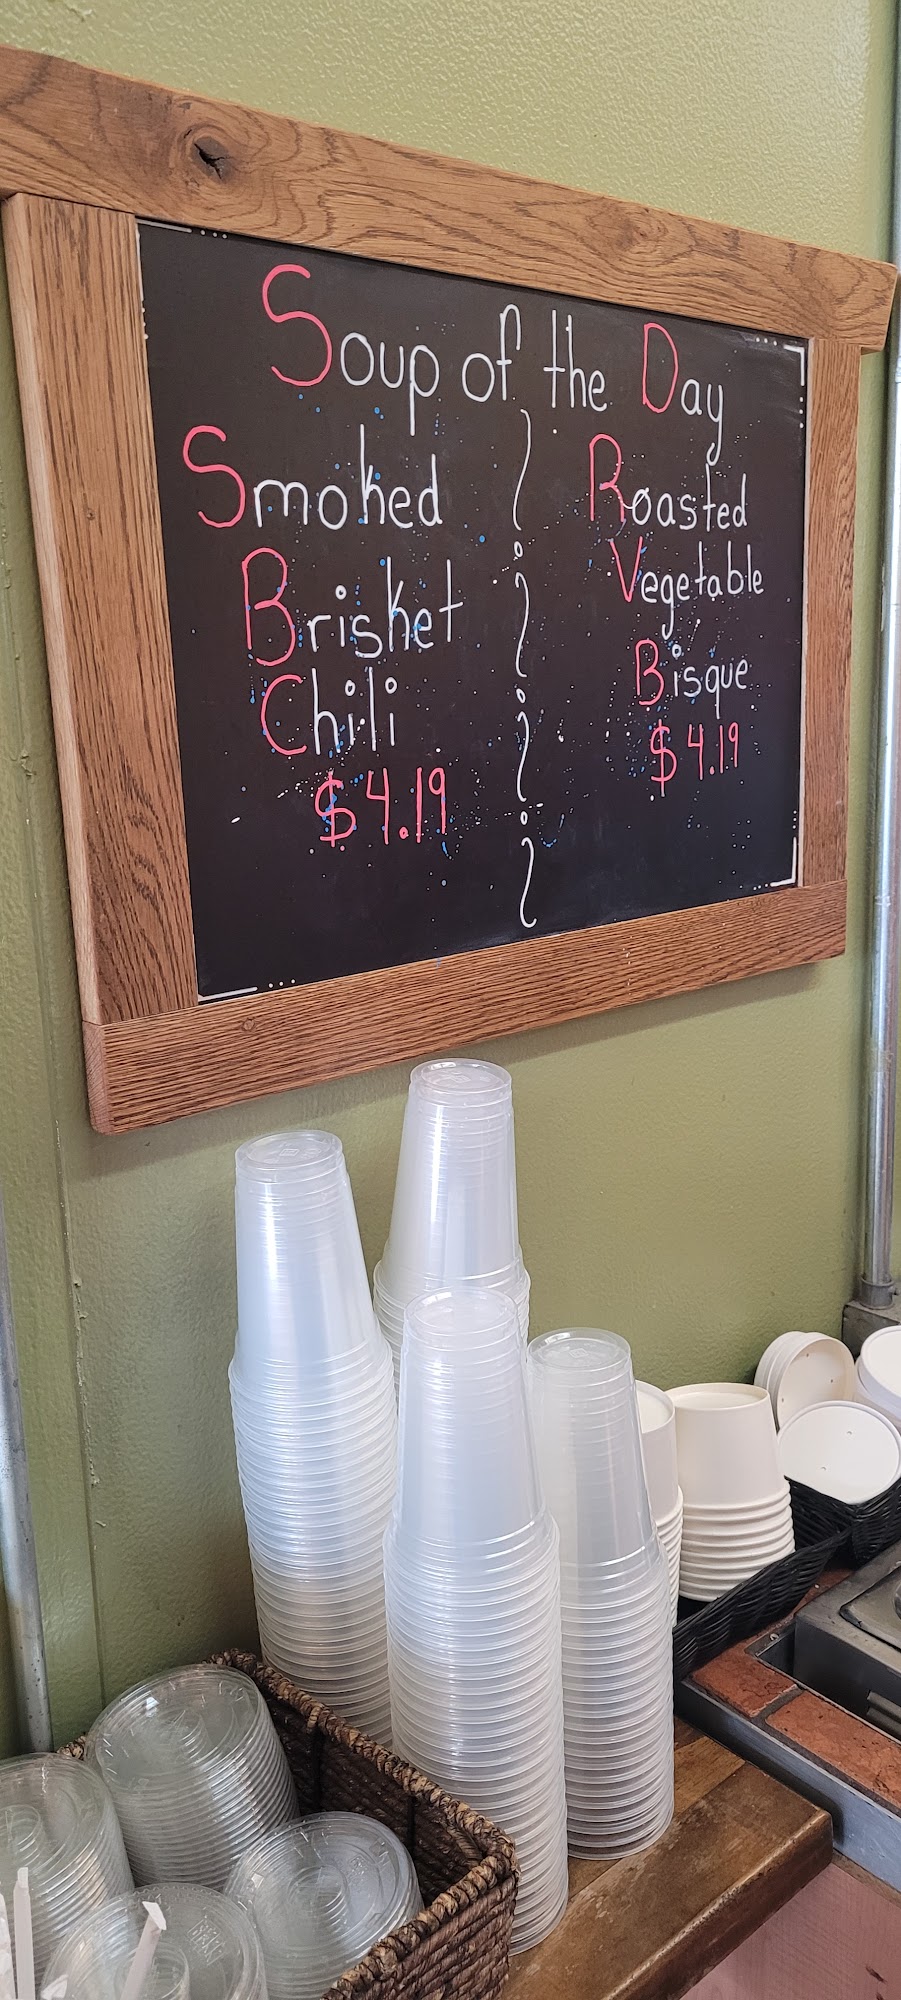 Soup of the Day
Smoked
Brisket
Chili
$4.19
Roasted
Vegetable
Bisque
$4.19